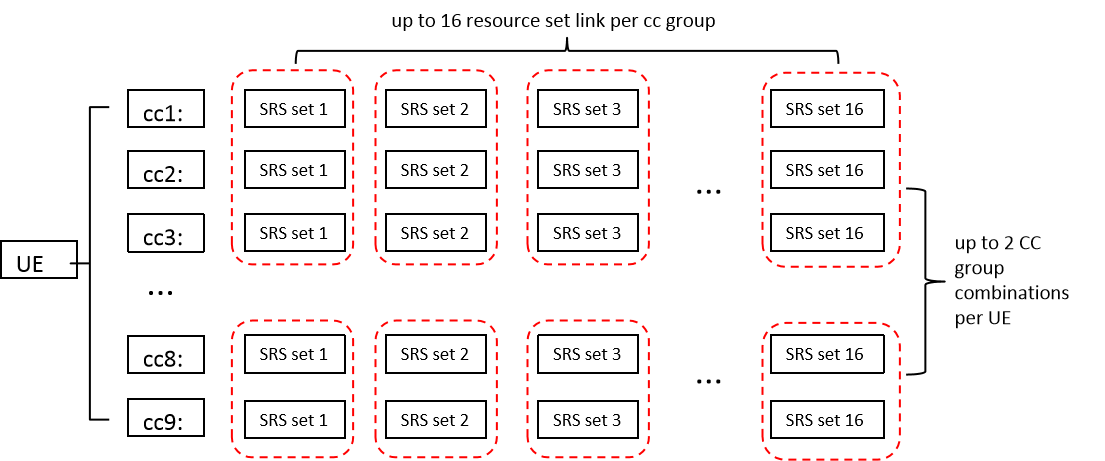 up to 16 resource set link per cc group
cc1: SRS set 1 SRS set 2 SRS set 3 SRS set 16
cc2: SRS set 1 SRS set 2 SRS set 3 ... SRS set 16
cc3: SRS set 1 SRS set 2 SRS set 3 SRS set 16
UE
...
up to 2 CC
group
combinations
per UE
cc8: SRS set 1 SRS set 2 SRS set 3 ... SRS set 16
cc9: SRS set 1 SRS set 2 SRS set 3 SRS set 16